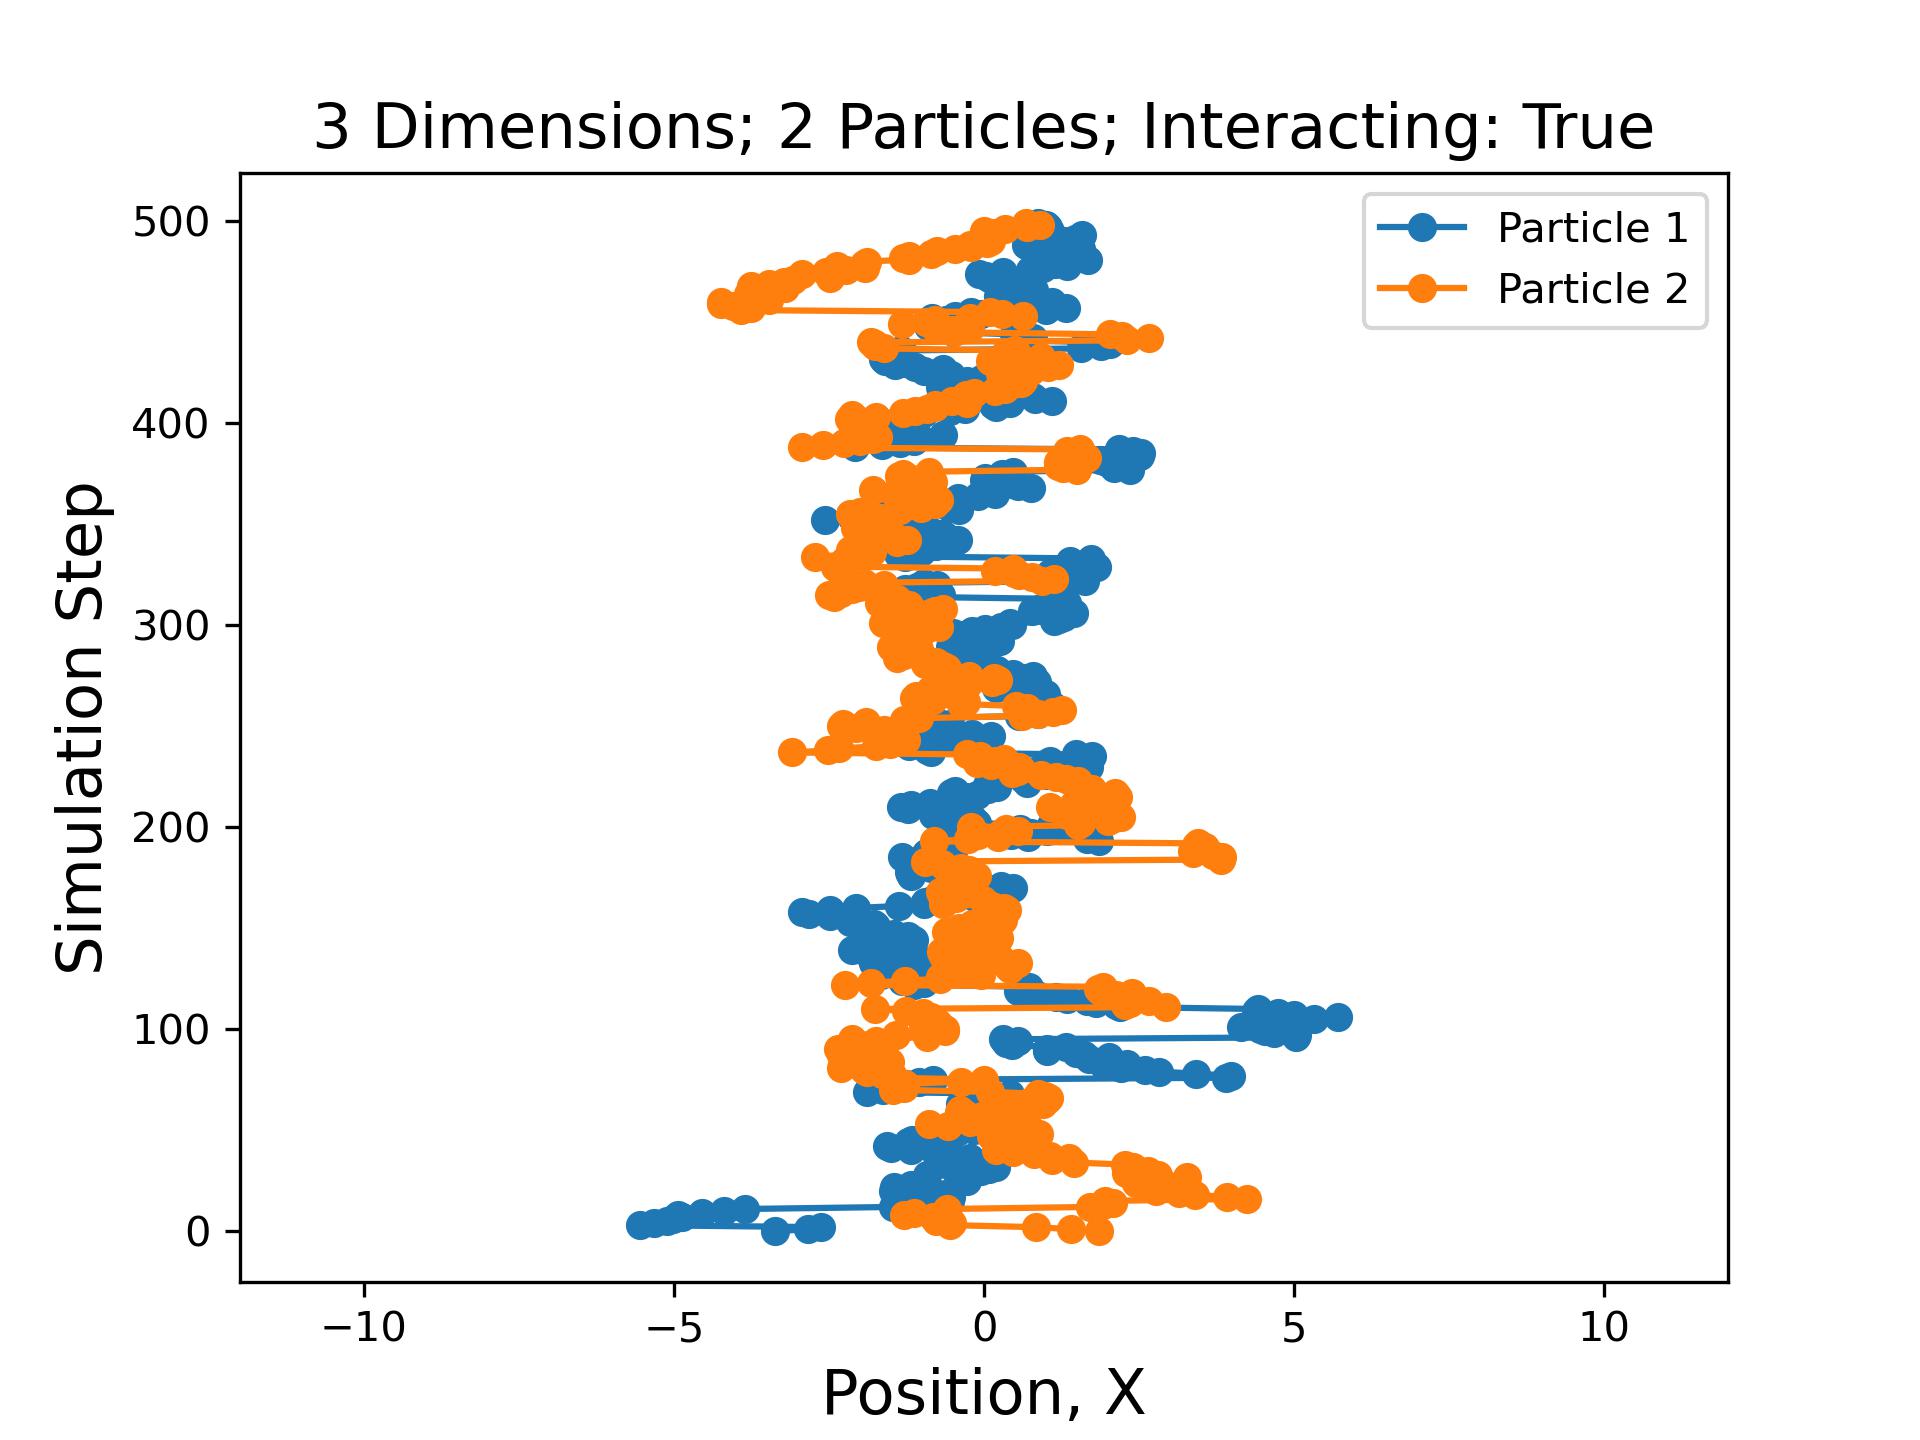 3 Dimensions; 2 Particles; Interacting: True
Particle 1
Particle 2
Simulation Step
500
400
300
200
100
0
−10
−5
0
5
10
Position, X